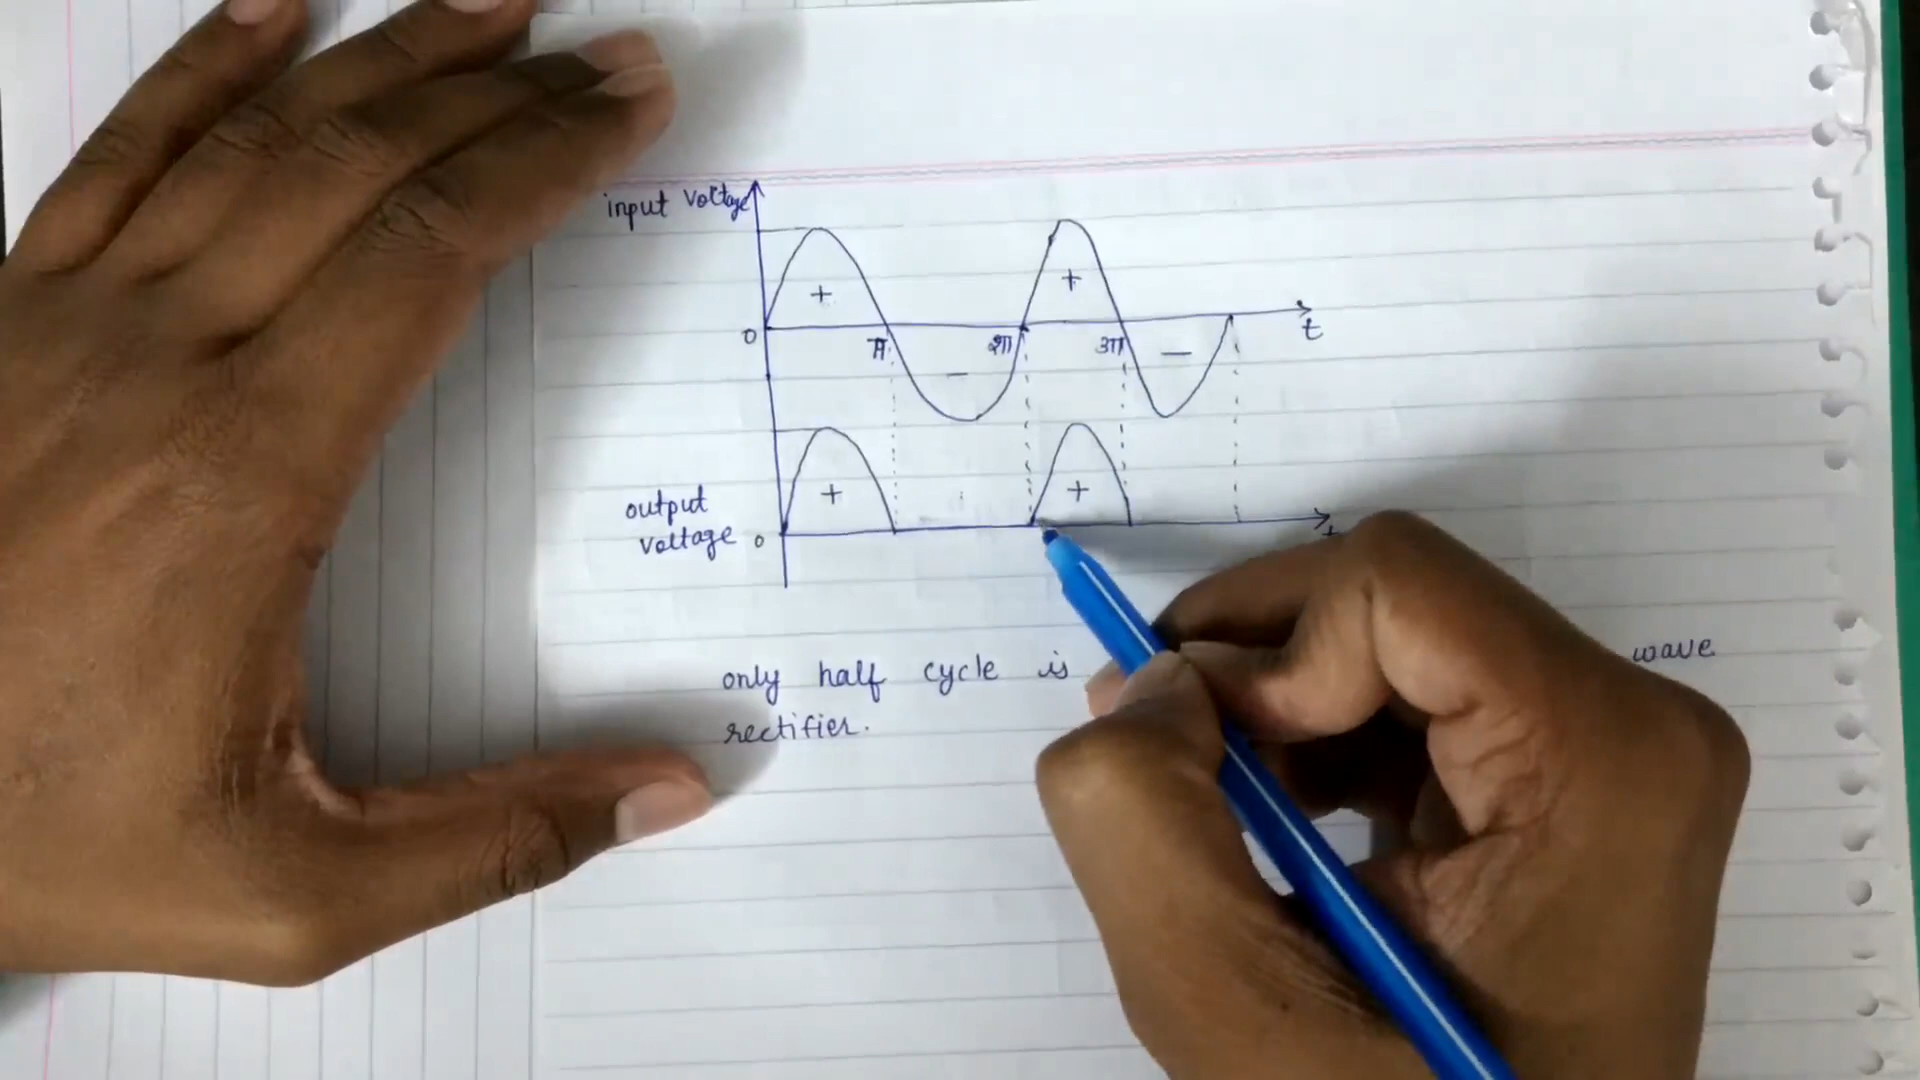 input voltage
+
+
0
π
2π
3π
t
−
−
+
+
output
voltage
0
only half cycle is wave
rectifier.